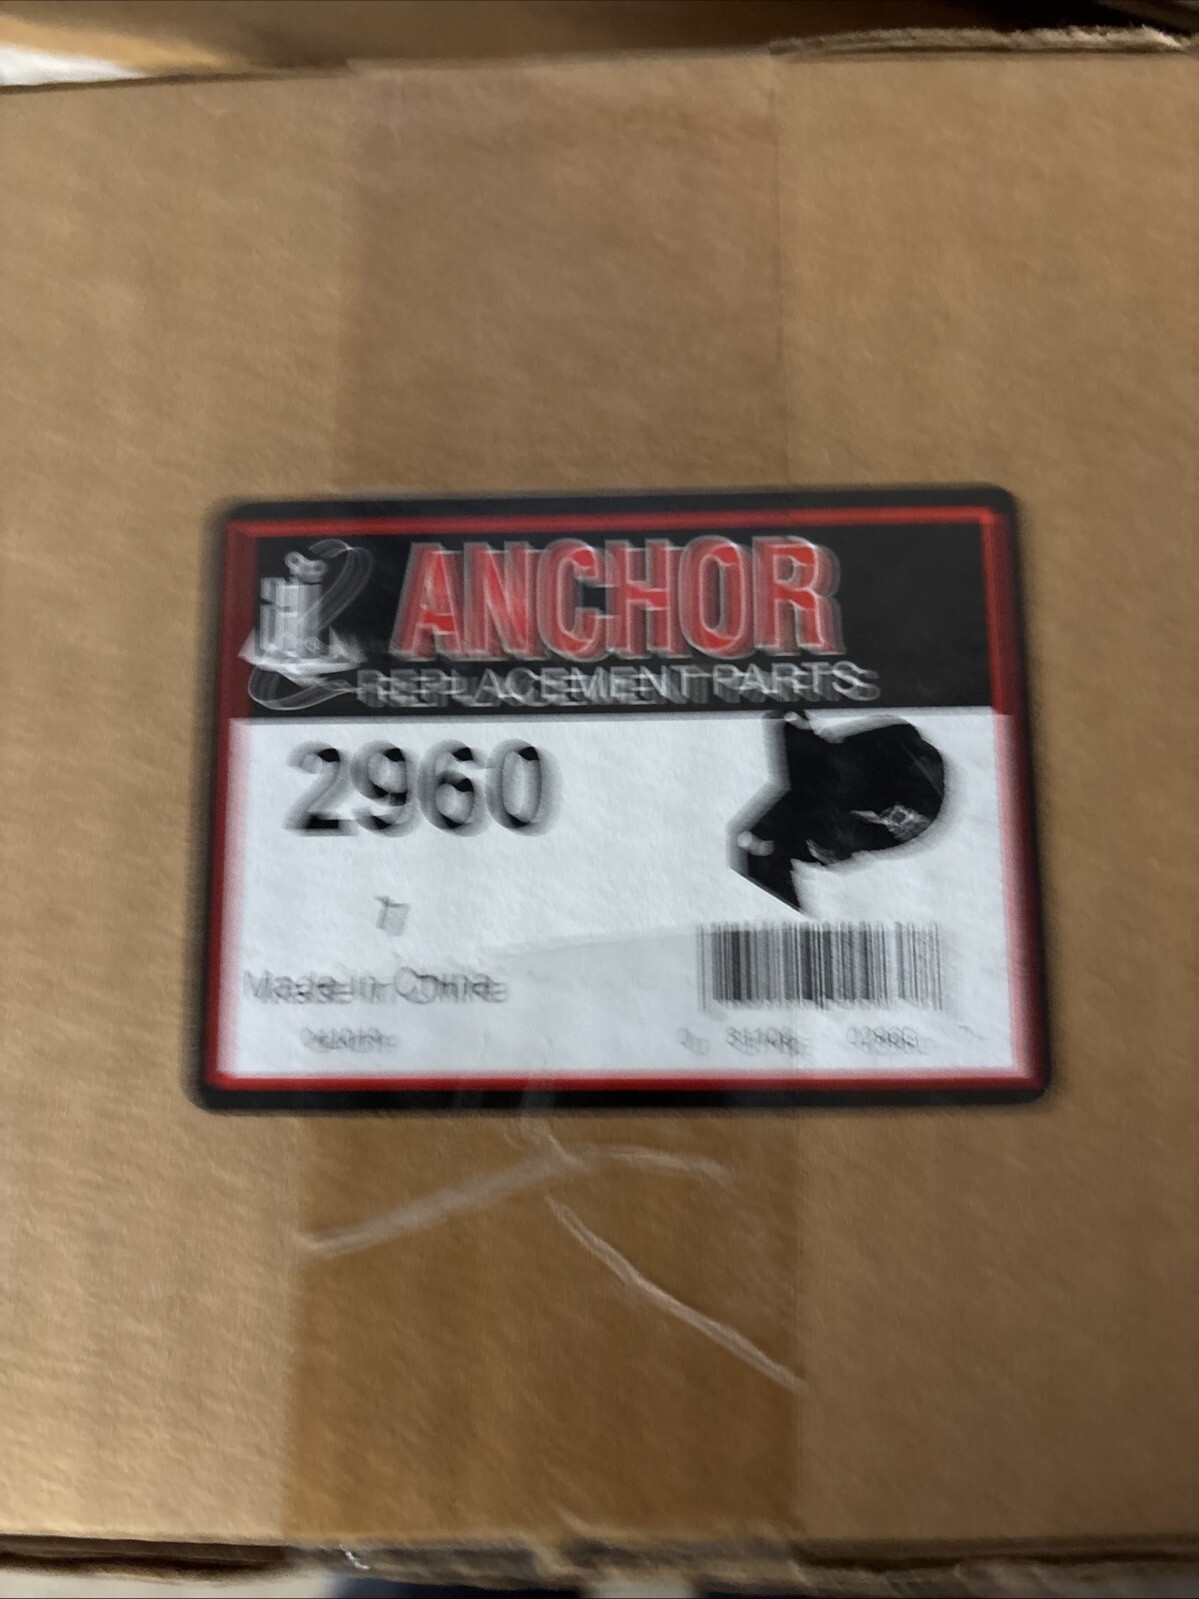 ANCHOR
REPLACEMENT PARTS
2960
Made in China